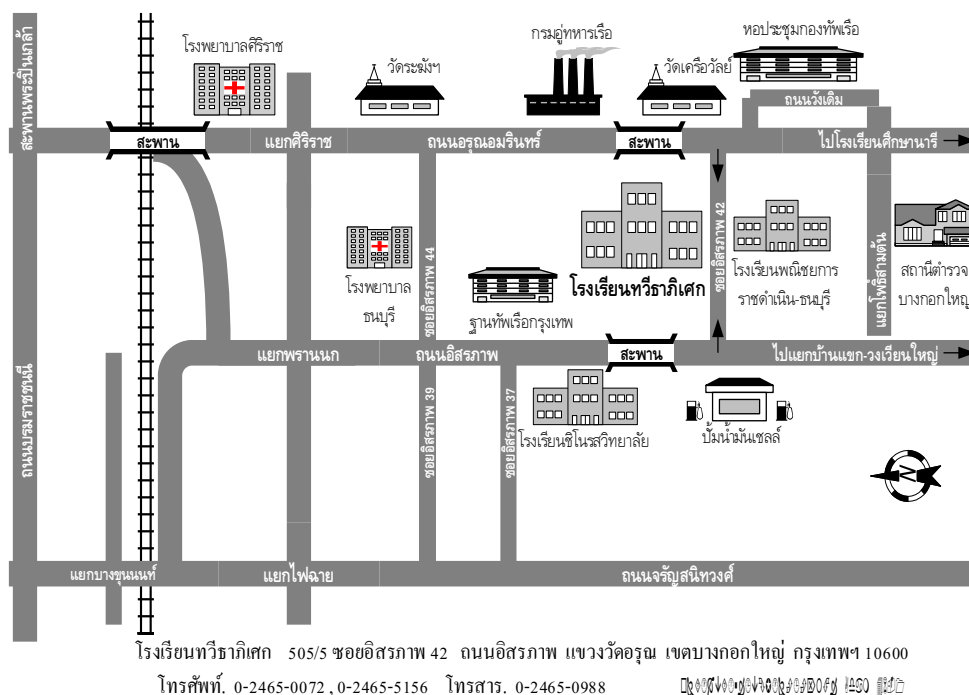 สะพานพระปิ่นเกล้า
โรงพยาบาลศิริราช
วัดระฆังฯ
กรมอู่ทหารเรือ
วัดเครือวัลย์
หอประชุมกองทัพเรือ
ถนนวังเดิม
สะพาน
แยกศิริราช
ถนนอรุณอมรินทร์
สะพาน
ไปโรงเรียนศึกษานารี
โรงพยาบาล
ธนบุรี
ซอยอิสรภาพ 44
ฐานทัพเรือกรุงเทพ
โรงเรียนทวีธาภิเศก
ซอยอิสรภาพ 42
โรงเรียนพณิชยการ
ราชดำเนิน-ธนบุรี
แยกโพธิ์สามต้น
สถานีตำรวจ
บางกอกใหญ่
แยกพรานนก
ถนนอิสรภาพ
สะพาน
ไปแยกบ้านแขก-วงเวียนใหญ่
ถนนบรมราชชนนี
ซอยอิสรภาพ 39
ซอยอิสรภาพ 37
โรงเรียนชิโนรสวิทยาลัย
ปั้มน้ำมันเชลล์
N
แยกบางขุนนนท์
แยกไฟฉาย
ถนนจรัญสนิทวงศ์
โรงเรียนทวีธาภิเศก 505/5 ซอยอิสรภาพ 42 ถนนอิสรภาพ แขวงวัดอรุณ เขตบางกอกใหญ่ กรุงเทพฯ 10600
โทรศัพท์. 0-2465-0072 , 0-2465-5156 โทรสาร. 0-2465-0988